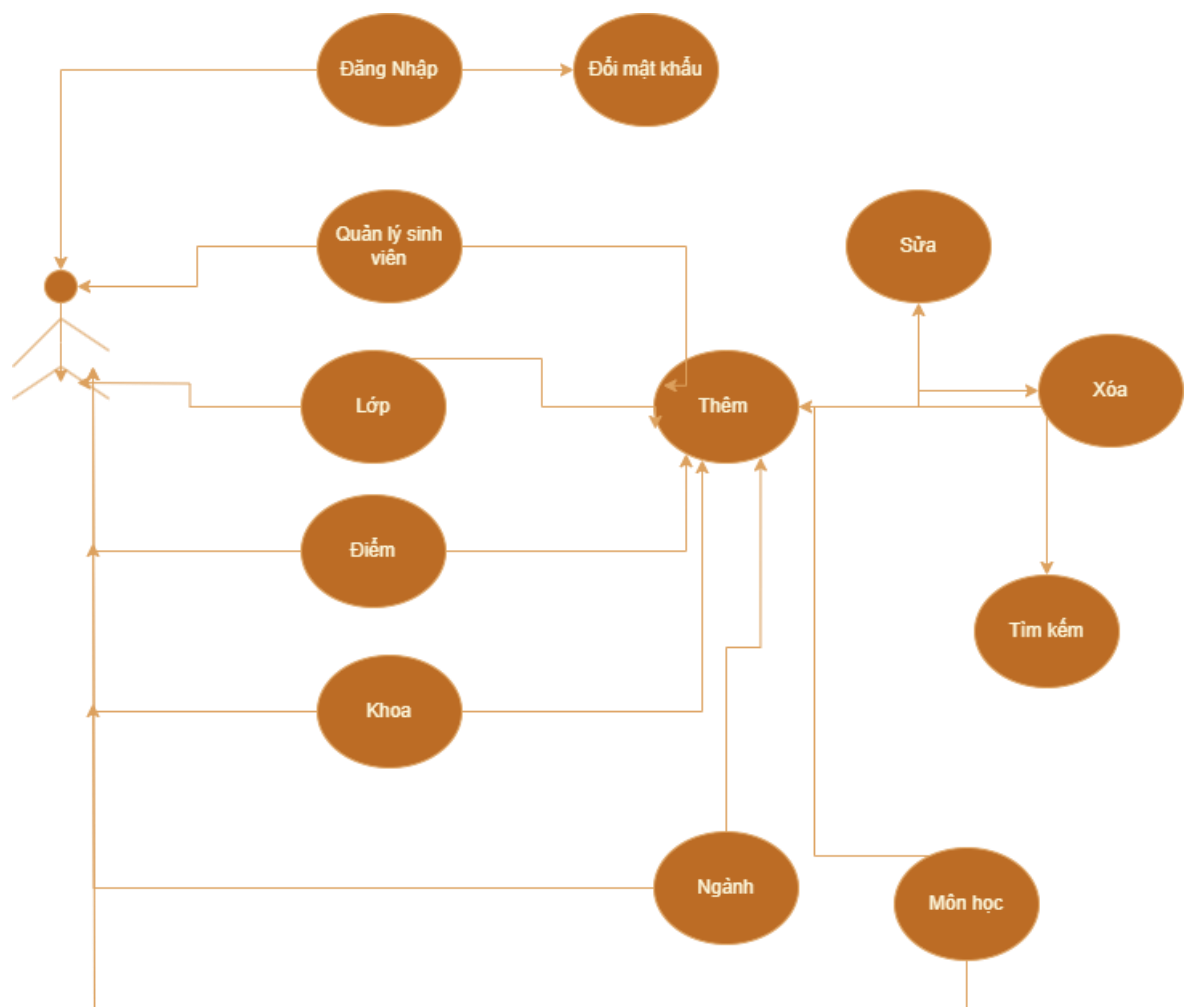 Đăng Nhập
Đổi mật khẩu
Quản lý sinh
viên
Sửa
Lớp
Thêm
Xóa
Điểm
Tìm kếm
Khoa
Ngành
Môn học